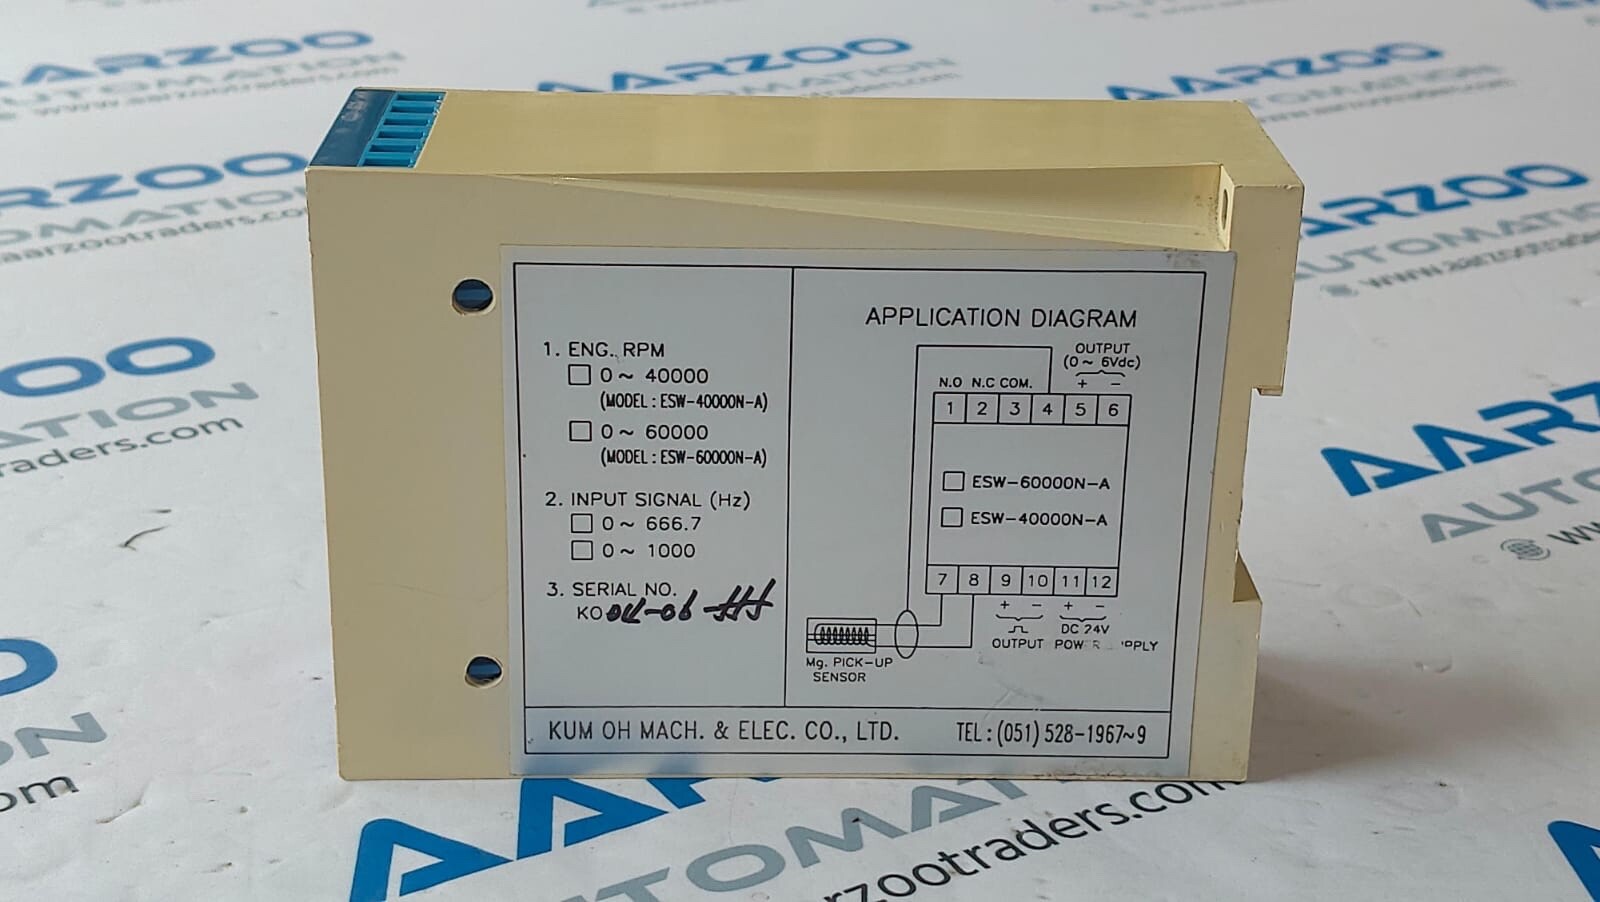 1. ENG. RPM
□ 0 ~ 40000
(MODEL : ESW-40000N-A)
□ 0 ~ 60000
(MODEL : ESW-60000N-A)
2. INPUT SIGNAL (Hz)
□ 0 ~ 666.7
□ 0 ~ 1000
3. SERIAL NO.
KO
APPLICATION DIAGRAM
OUTPUT
(0 ~ 6Vdc)
N.O N.C COM. + −
1 2 3 4 5 6
□ ESW-60000N-A
□ ESW-40000N-A
7 8 9 10 11 12
+ − + −
DC 24V
OUTPUT POWER
Mg. PICK-UP
SENSOR
KUM OH MACH. & ELEC. CO., LTD. TEL : (051) 528-1967~9
AARZOO
AUTOMATION
www.aarzootraders.com